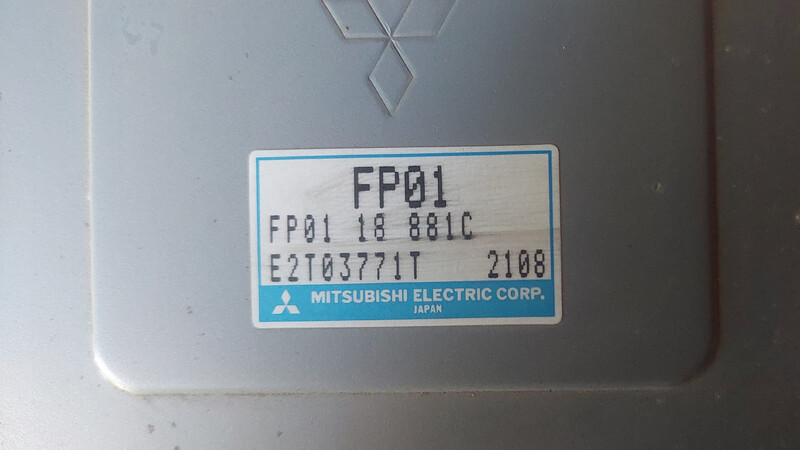 FP01
FP01 18 881C
E2T03771T 2108
MITSUBISHI ELECTRIC CORP.
JAPAN